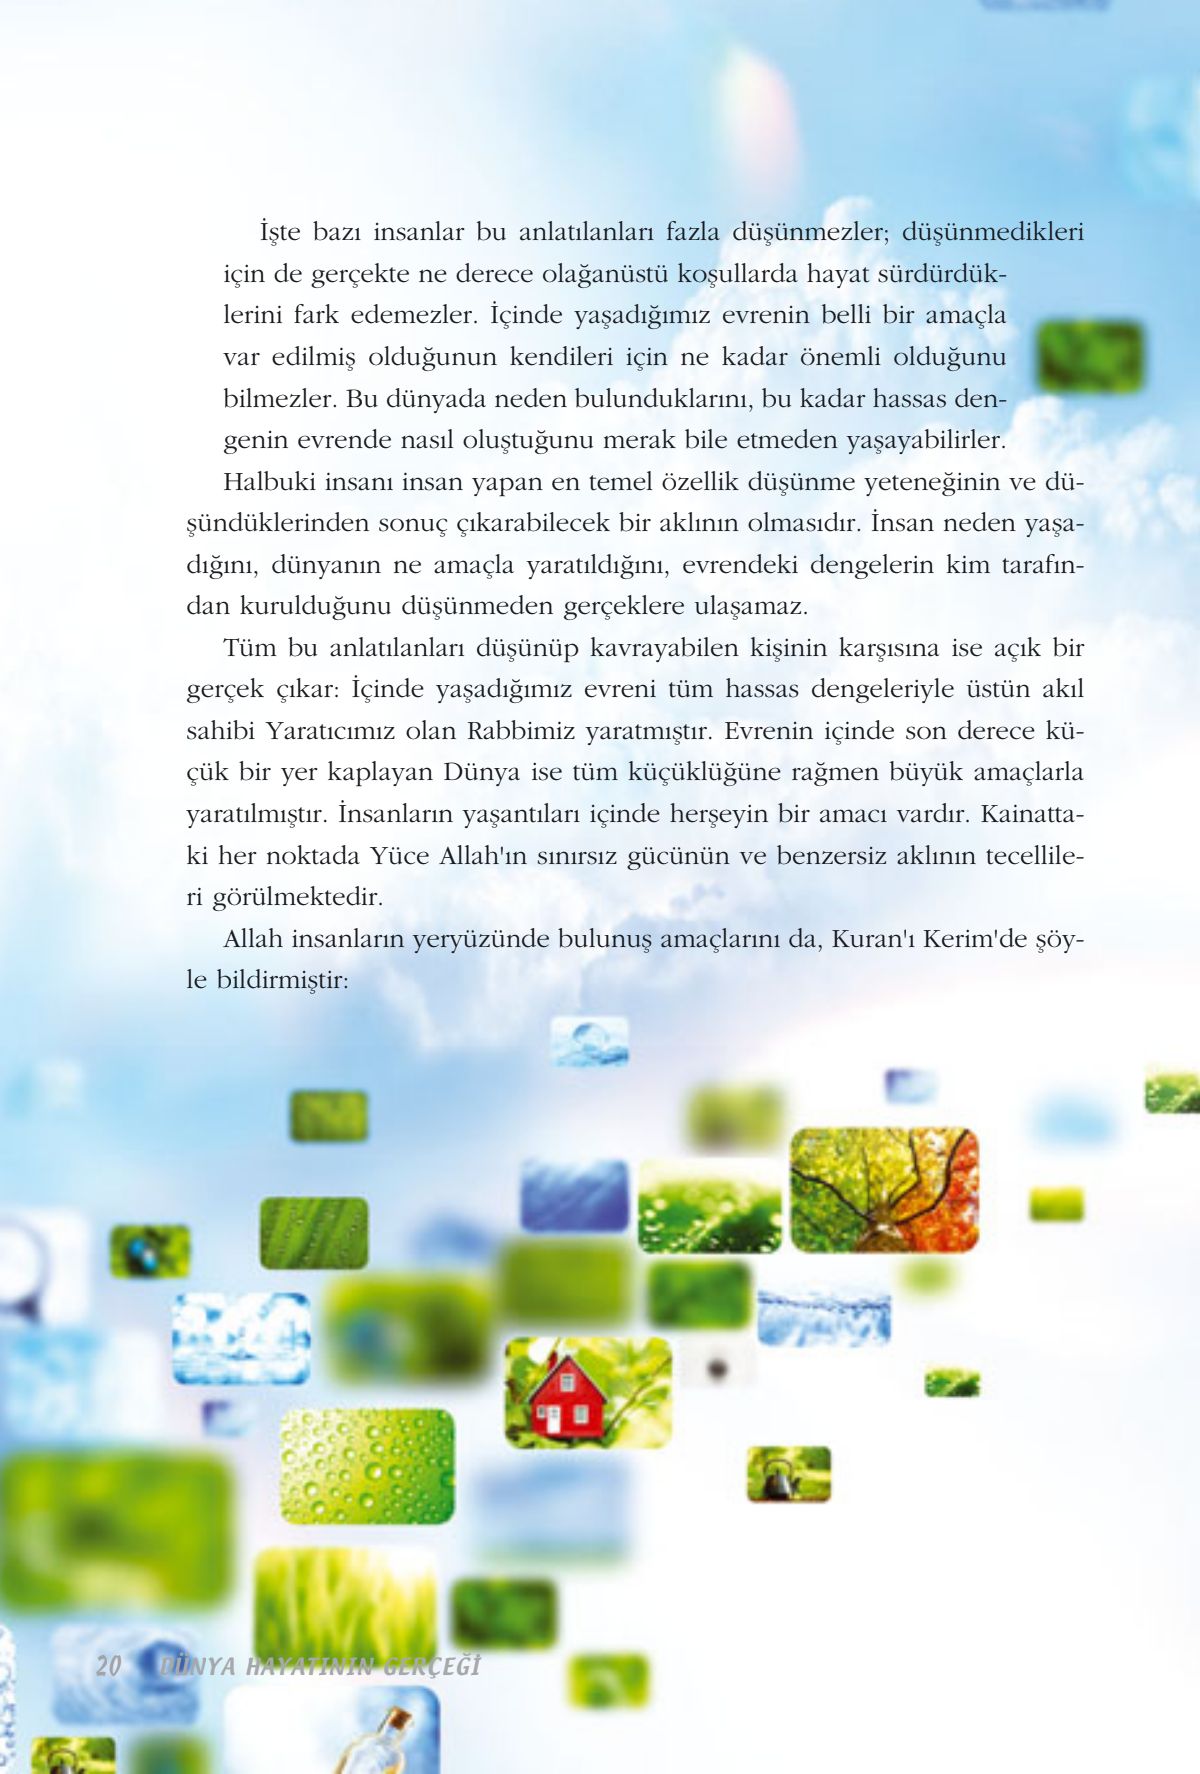 İşte bazı insanlar bu anlatılanları fazla düşünmezler; düşünmedikleri
için de gerçekte ne derece olağanüstü koşullarda hayat sürdürdük-
lerini fark edemezler. İçinde yaşadığımız evrenin belli bir amaçla
var edilmiş olduğunun kendileri için ne kadar önemli olduğunu
bilmezler. Bu dünyada neden bulunduklarını, bu kadar hassas den-
genin evrende nasıl oluştuğunu merak bile etmeden yaşayabilirler.
Halbuki insanı insan yapan en temel özellik düşünme yeteneğinin ve dü-
şündüklerinden sonuç çıkarabilecek bir aklının olmasıdır. İnsan neden yaşa-
dığını, dünyanın ne amaçla yaratıldığını, evrendeki dengelerin kim tarafın-
dan kurulduğunu düşünmeden gerçeklere ulaşamaz.
Tüm bu anlatılanları düşünüp kavrayabilen kişinin karşısına ise açık bir
gerçek çıkar: İçinde yaşadığımız evreni tüm hassas dengeleriyle üstün akıl
sahibi Yaratıcımız olan Rabbimiz yaratmıştır. Evrenin içinde son derece kü-
çük bir yer kaplayan Dünya ise tüm küçüklüğüne rağmen büyük amaçlarla
yaratılmıştır. İnsanların yaşantıları içinde herşeyin bir amacı vardır. Kainatta-
ki her noktada Yüce Allah'ın sınırsız gücünün ve benzersiz aklının tecellile-
ri görülmektedir.
Allah insanların yeryüzünde bulunuş amaçlarını da, Kuran'ı Kerim'de şöy-
le bildirmiştir:
20 DÜNYA HAYATININ GERÇEĞİ